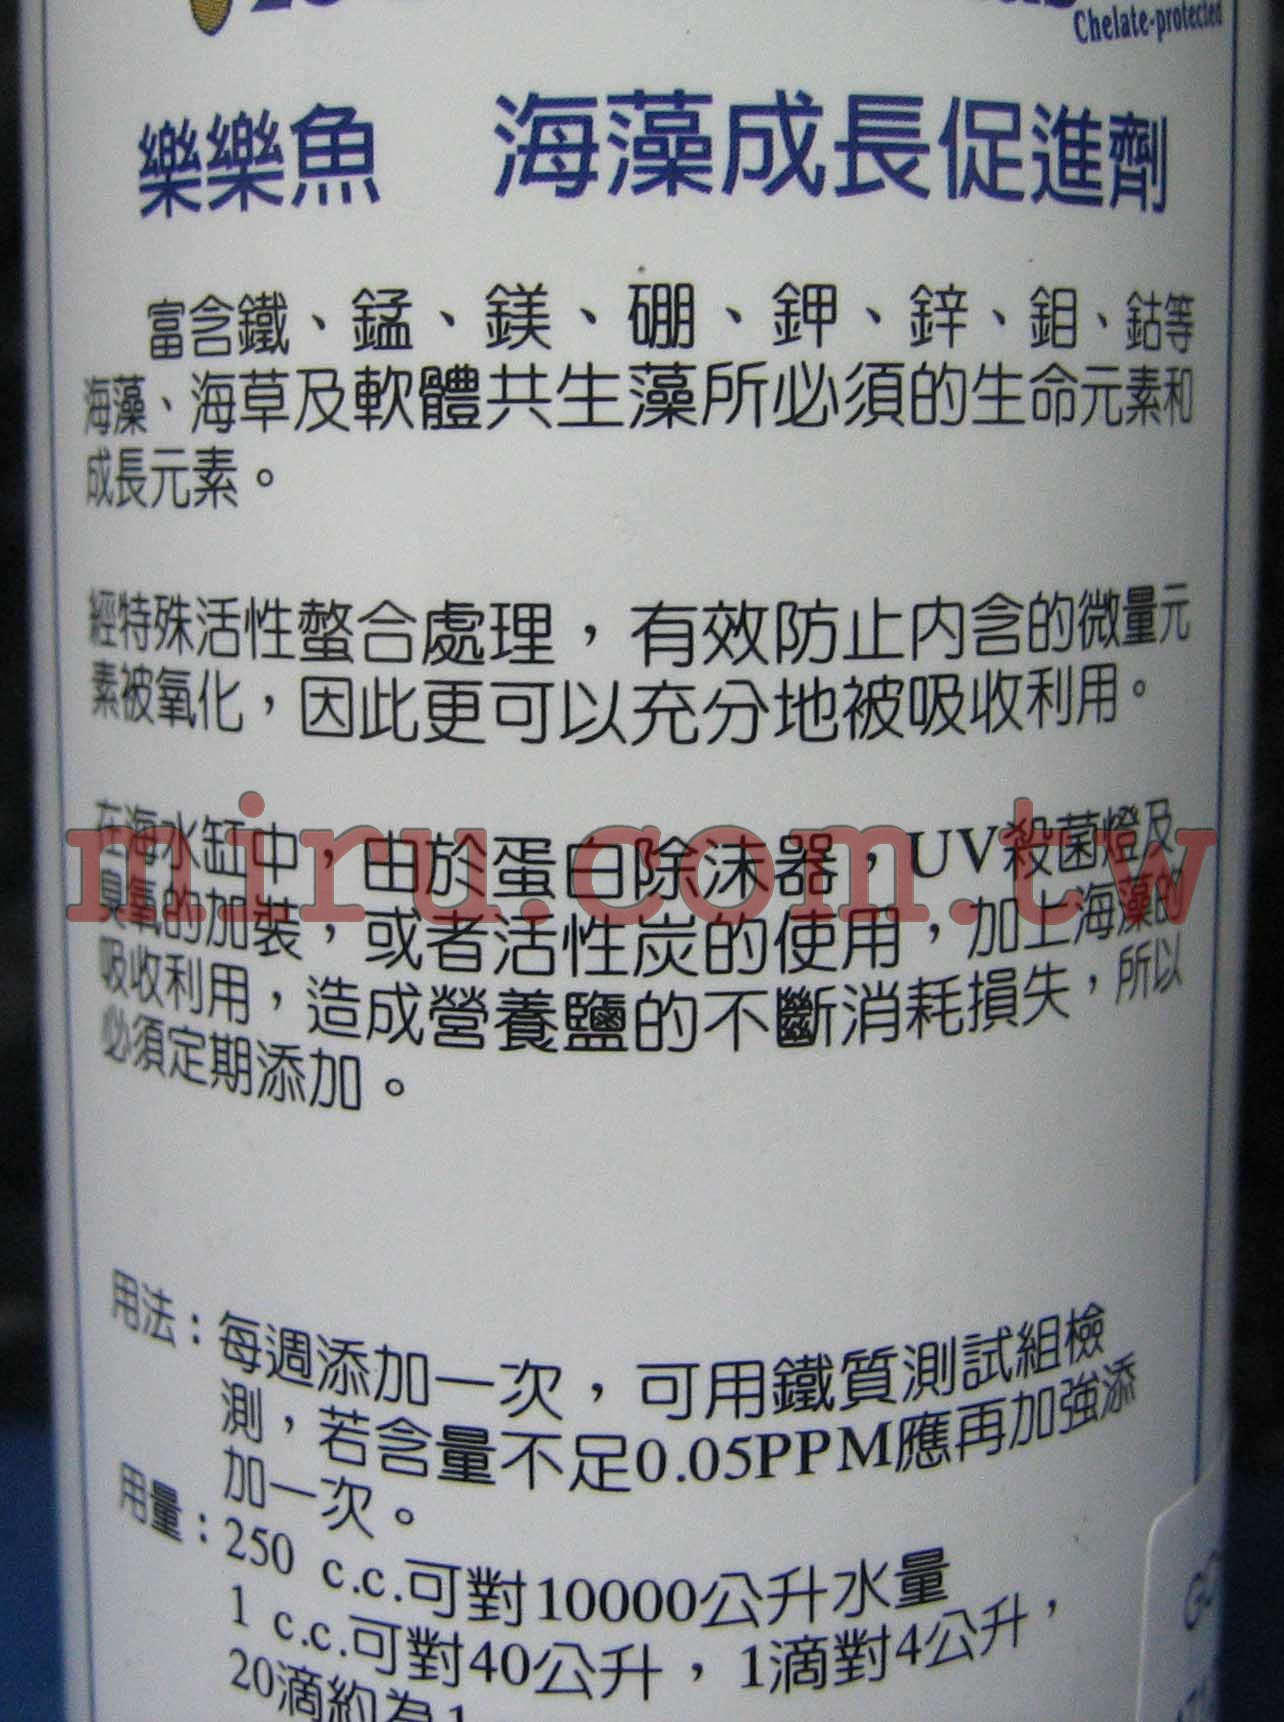 Chelate-protected
樂樂魚 海藻成長促進劑
富含鐵、錳、鎂、硼、鉀、鋅、鉬、鈷等
海藻、海草及軟體共生藻所必須的生命元素和
成長元素。
經特殊活性螯合處理，有效防止內含的微量元
素被氧化，因此更可以充分地被吸收利用。
在海水缸中，由於蛋白除沫器，UV殺菌燈及
臭氧的加裝，或者活性炭的使用，加上海藻的
吸收利用，造成營養鹽的不斷消耗損失，所以
必須定期添加。
miru.com.tw
用法：每週添加一次，可用鐵質測試組檢
測，若含量不足0.05PPM應再加強添
加一次。
用量：250 c.c.可對10000公升水量
1 c.c.可對40公升，1滴對4公升，
20滴約為1